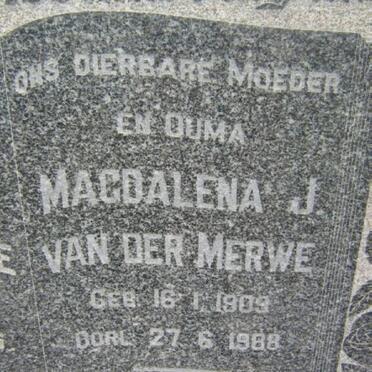 ONS DIERBARE MOEDER
EN OUMA
MAGDALENA J.
VAN DER MERWE
GEB. 16. 1. 1909
OORL. 27. 6. 1988